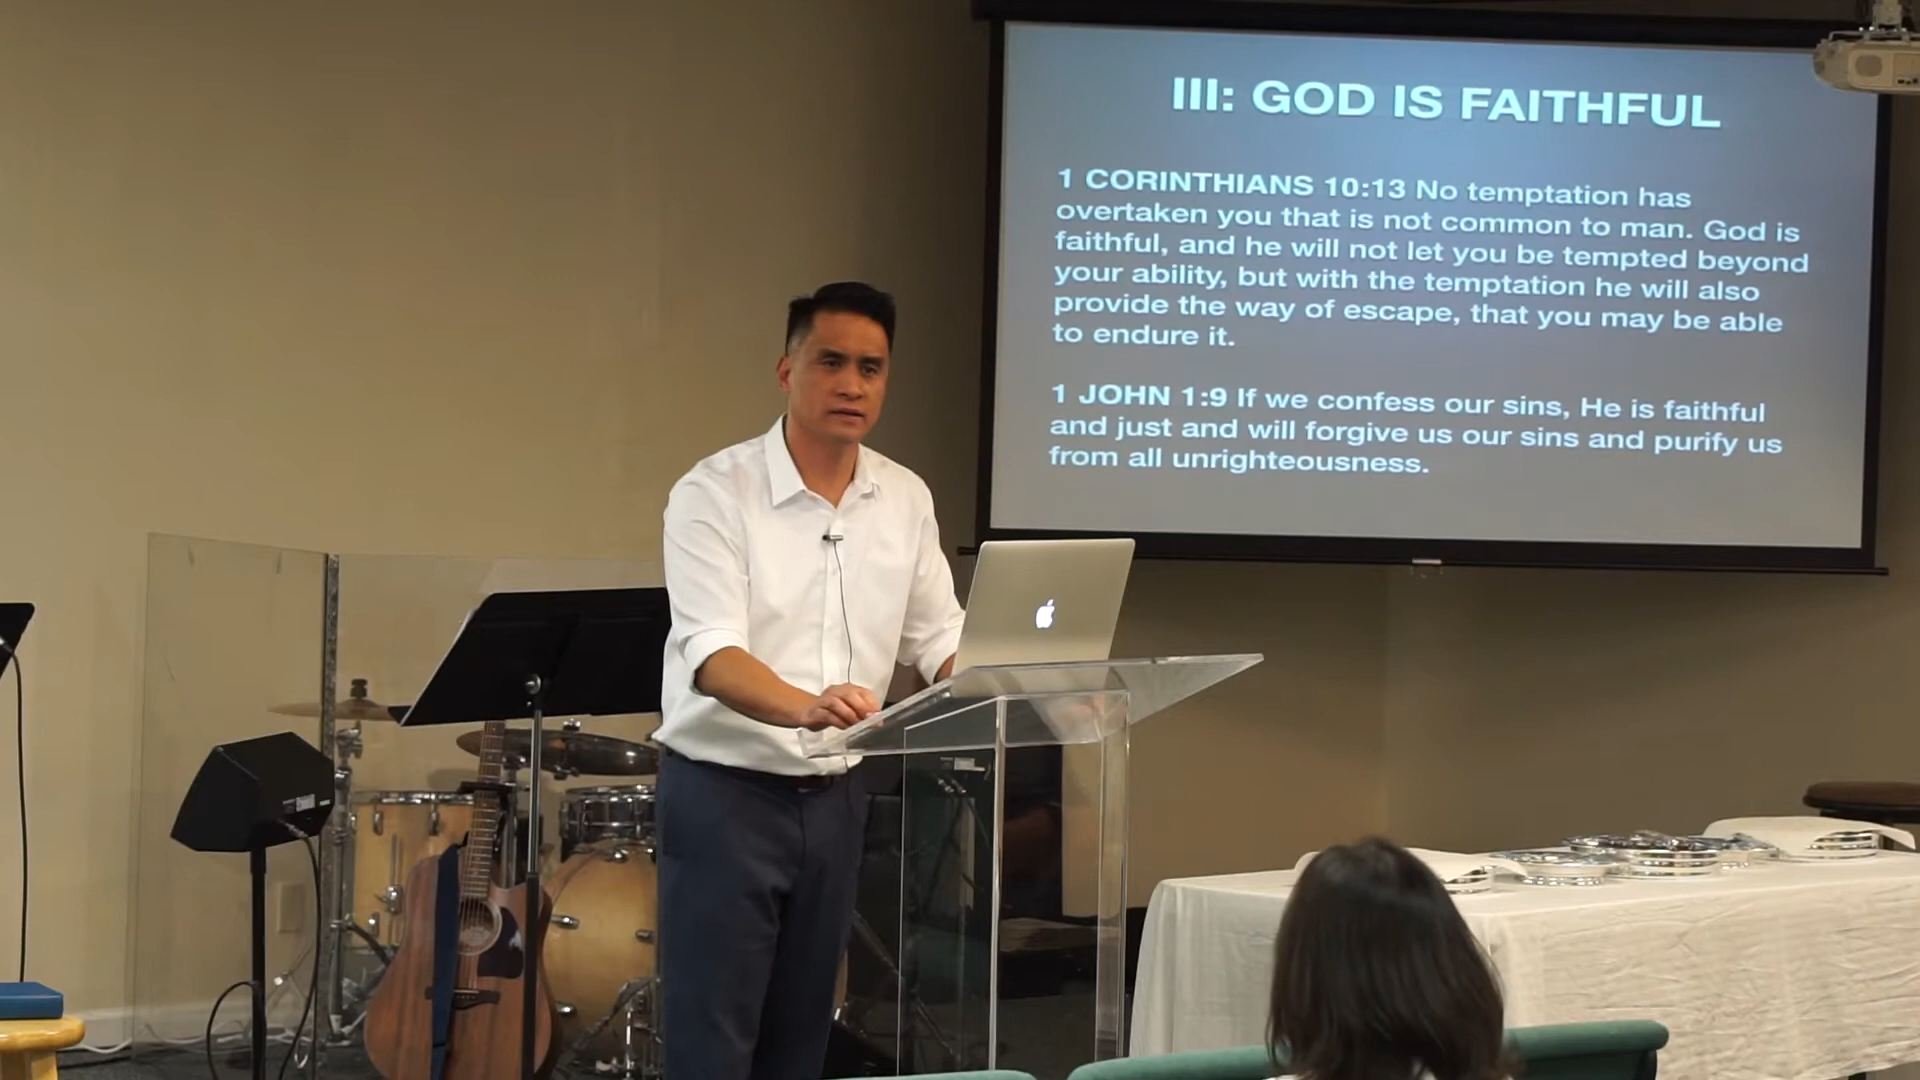 III: GOD IS FAITHFUL
1 CORINTHIANS 10:13 No temptation has
overtaken you that is not common to man. God is
faithful, and he will not let you be tempted beyond
your ability, but with the temptation he will also
provide the way of escape, that you may be able
to endure it.
1 JOHN 1:9 If we confess our sins, He is faithful
and just and will forgive us our sins and purify us
from all unrighteousness.